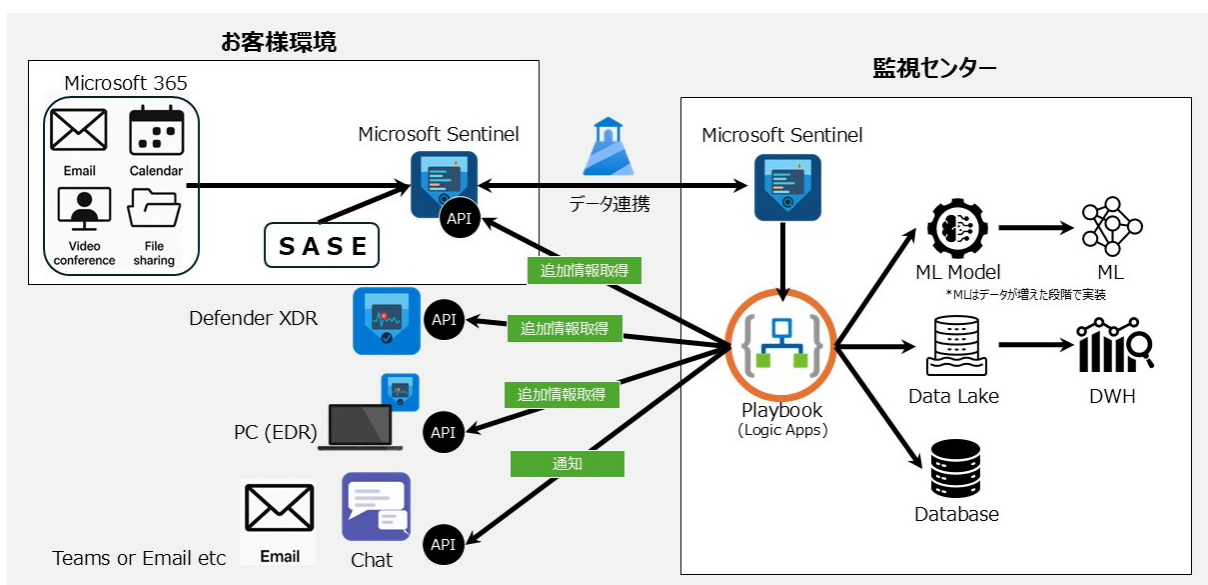 お客様環境
監視センター
Microsoft 365
Email
Calendar
Video
conference
File
sharing
Microsoft Sentinel
API
SASE
データ連携
Microsoft Sentinel
追加情報取得
Defender XDR
API
追加情報取得
PC (EDR)
API
追加情報取得
通知
Teams or Email etc
Email
Chat
API
Playbook
(Logic Apps)
ML Model
ML
*MLはデータが増えた段階で実装
Data Lake
DWH
Database